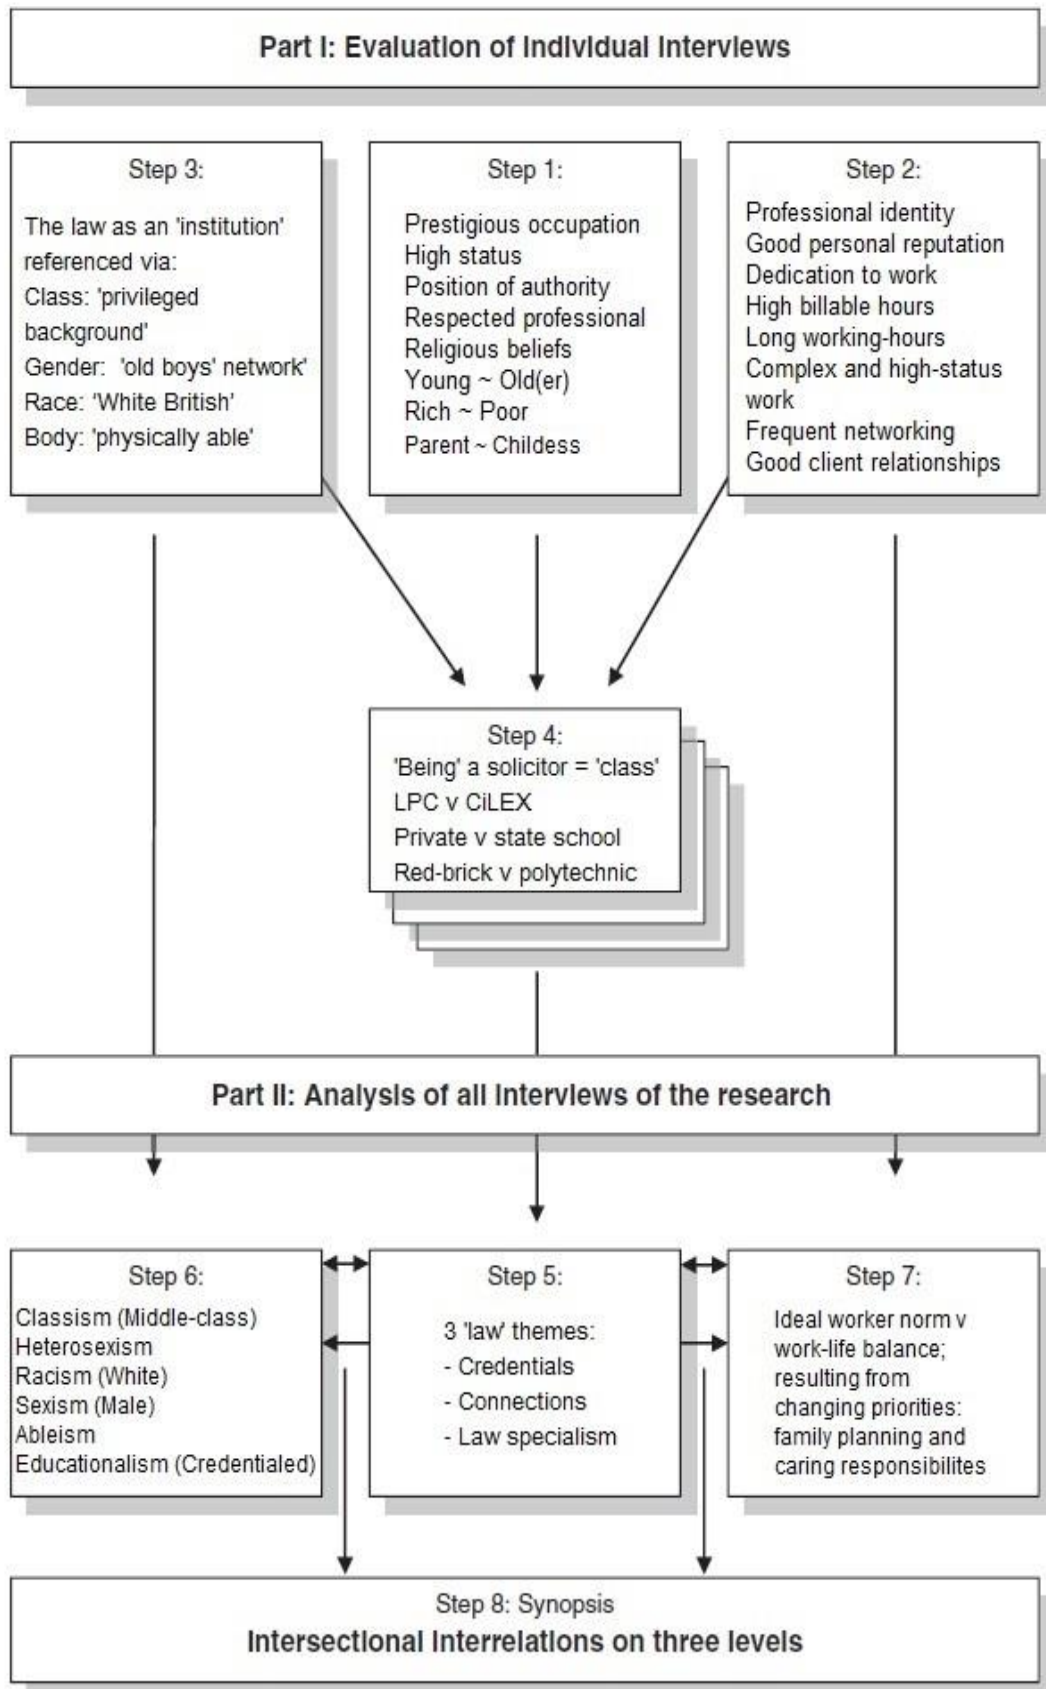 Part I: Evaluation of Individual Interviews
Step 3:
The law as an 'institution'
referenced via:
Class: 'privileged
background'
Gender: 'old boys' network'
Race: 'White British'
Body: 'physically able'
Step 1:
Prestigious occupation
High status
Position of authority
Respected professional
Religious beliefs
Young ~ Old(er)
Rich ~ Poor
Parent ~ Childess
Step 2:
Professional identity
Good personal reputation
Dedication to work
High billable hours
Long working-hours
Complex and high-status
work
Frequent networking
Good client relationships
Step 4:
'Being' a solicitor = 'class'
LPC v CiLEX
Private v state school
Red-brick v polytechnic
Part II: Analysis of all Interviews of the research
Step 6:
Classism (Middle-class)
Heterosexism
Racism (White)
Sexism (Male)
Ableism
Educationalism (Credentialed)
Step 5:
3 'law' themes:
- Credentials
- Connections
- Law specialism
Step 7:
Ideal worker norm v
work-life balance;
resulting from
changing priorities:
family planning and
caring responsibilites
Step 8: Synopsis
Intersectional Interrelations on three levels